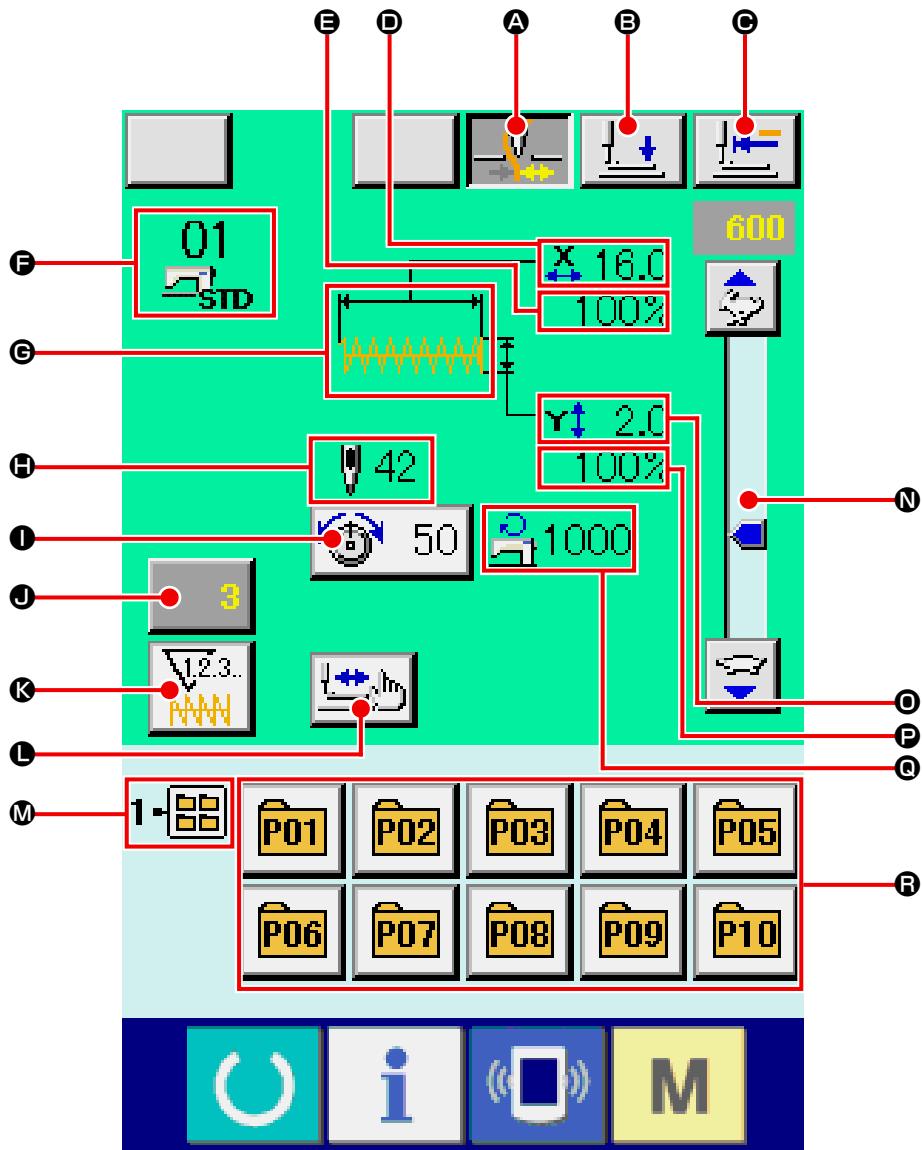 E D A B C
600
F 01
STD
X 16.0
100%
G
Y 2.0
100%
H 42
N
I 50 1000
J 3
K 1.2.3..
O
L
P
Q
M 1
P01 P02 P03 P04 P05
R
P06 P07 P08 P09 P10
i M